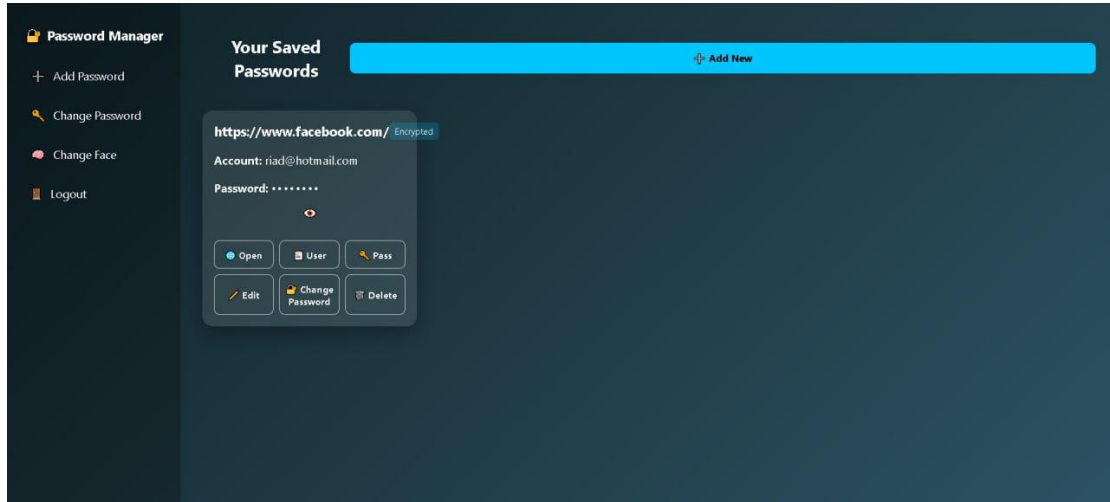 🔐 Password Manager
➕ Add Password
🔑 Change Password
🧠 Change Face
🚪 Logout
Your Saved
Passwords
➕ Add New
https://www.facebook.com/ Encrypted
Account: riad@hotmail.com
Password: ••••••••
Open
User
Pass
Edit
Change
Password
Delete